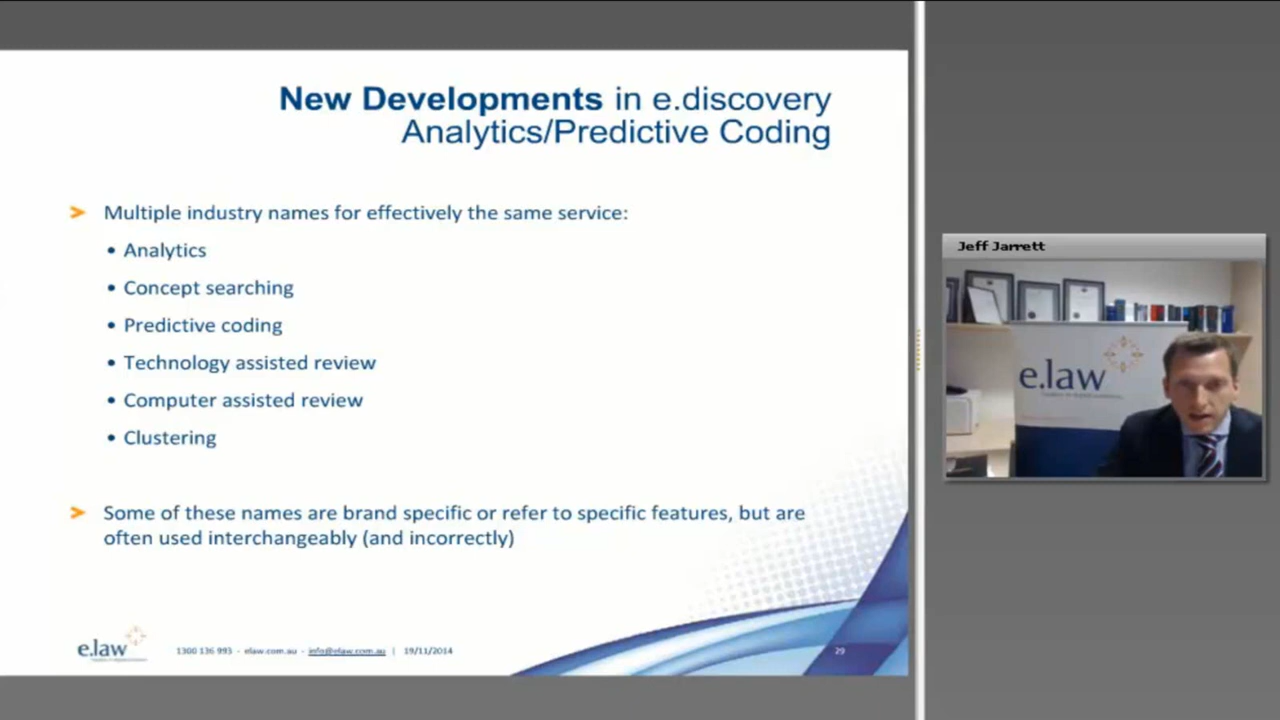 New Developments in e.discovery
Analytics/Predictive Coding
➤ Multiple industry names for effectively the same service:
• Analytics
• Concept searching
• Predictive coding
• Technology assisted review
• Computer assisted review
• Clustering
➤ Some of these names are brand specific or refer to specific features, but are
often used interchangeably (and incorrectly)
e.law
1300 136 993 - elaw.com.au - info@elaw.com.au | 19/11/2014
29
Jeff Jarrett
e.law